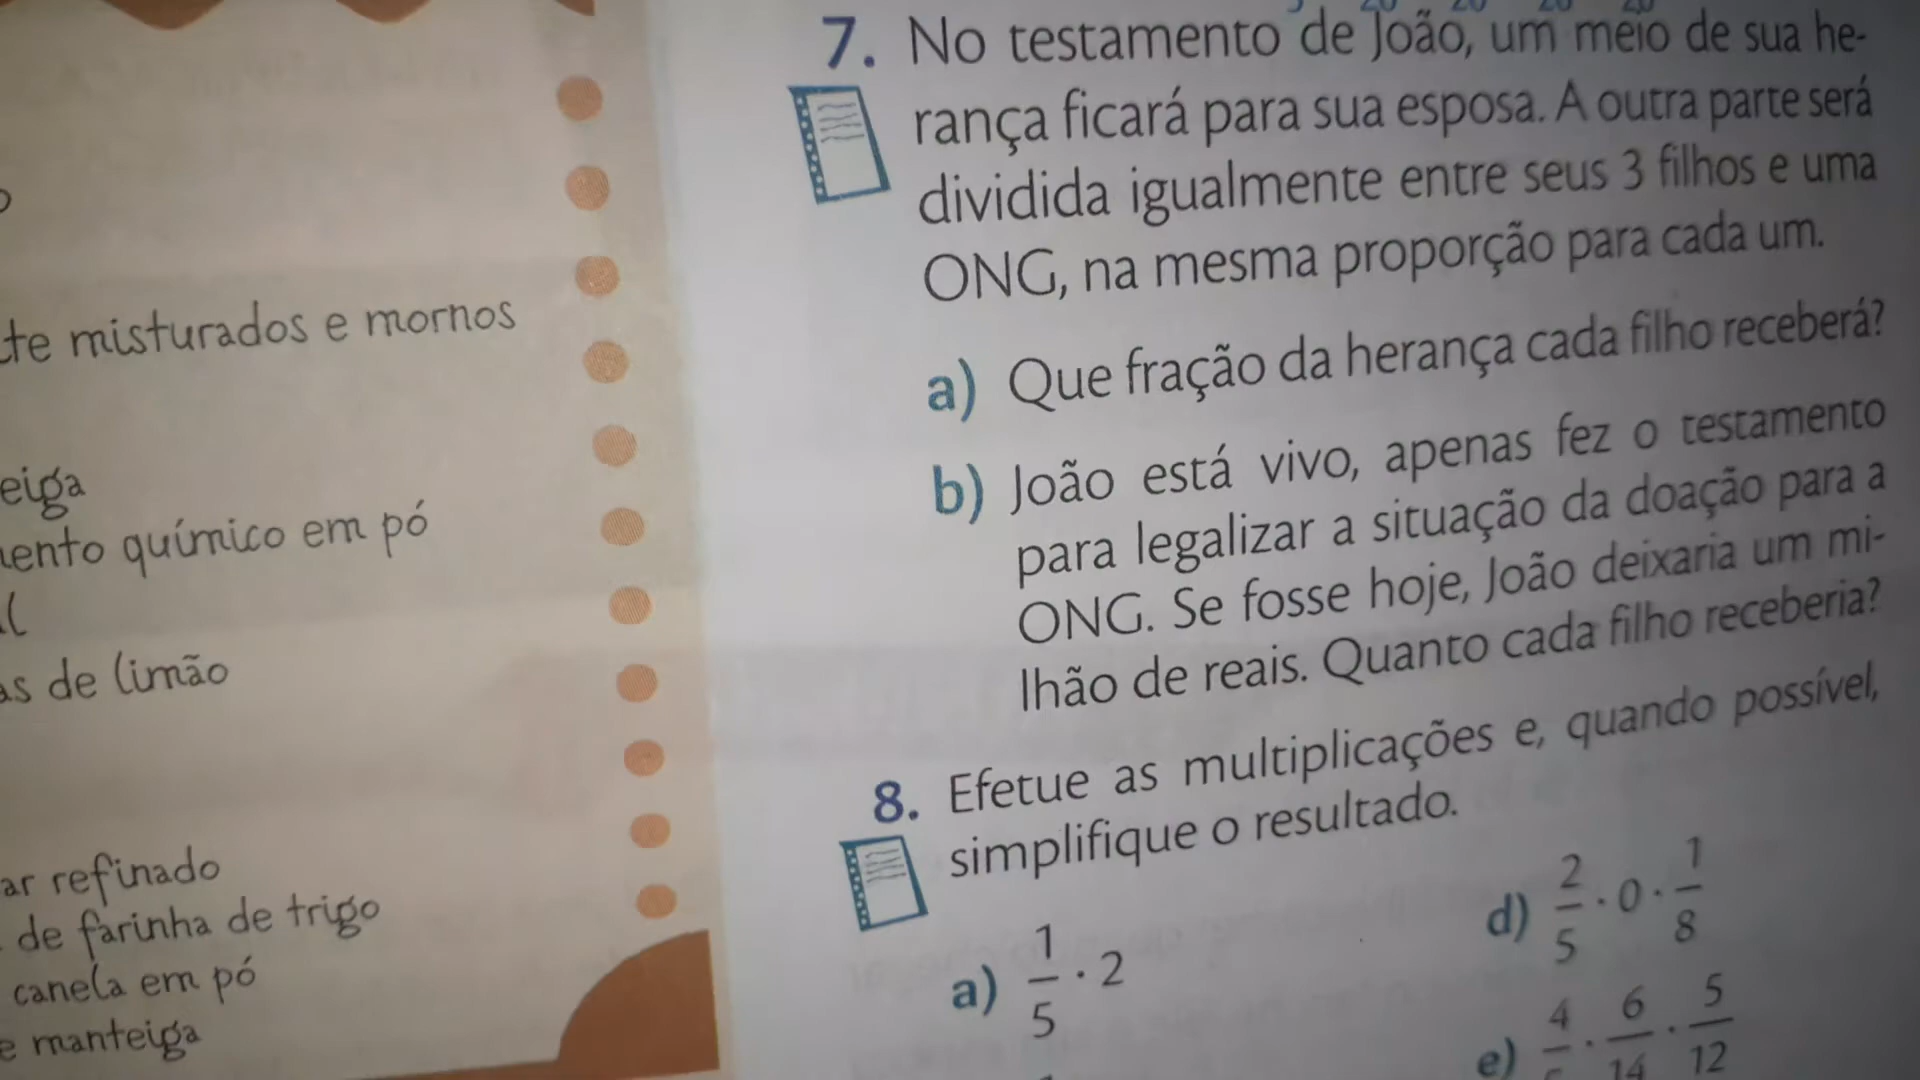 te misturados e mornos
eiga
ento químico em pó
as de limão
ar refinado
de farinha de trigo
canela em pó
e manteiga
7. No testamento de João, um meio de sua he-
rança ficará para sua esposa. A outra parte será
dividida igualmente entre seus 3 filhos e uma
ONG, na mesma proporção para cada um.
a) Que fração da herança cada filho receberá?
b) João está vivo, apenas fez o testamento
para legalizar a situação da doação para a
ONG. Se fosse hoje, João deixaria um mi-
lhão de reais. Quanto cada filho receberia?
8. Efetue as multiplicações e, quando possível,
simplifique o resultado.
a) 1/5 · 2
d) 2/5 · 0 · 1/8
e) 4/ · 6/14 · 5/12